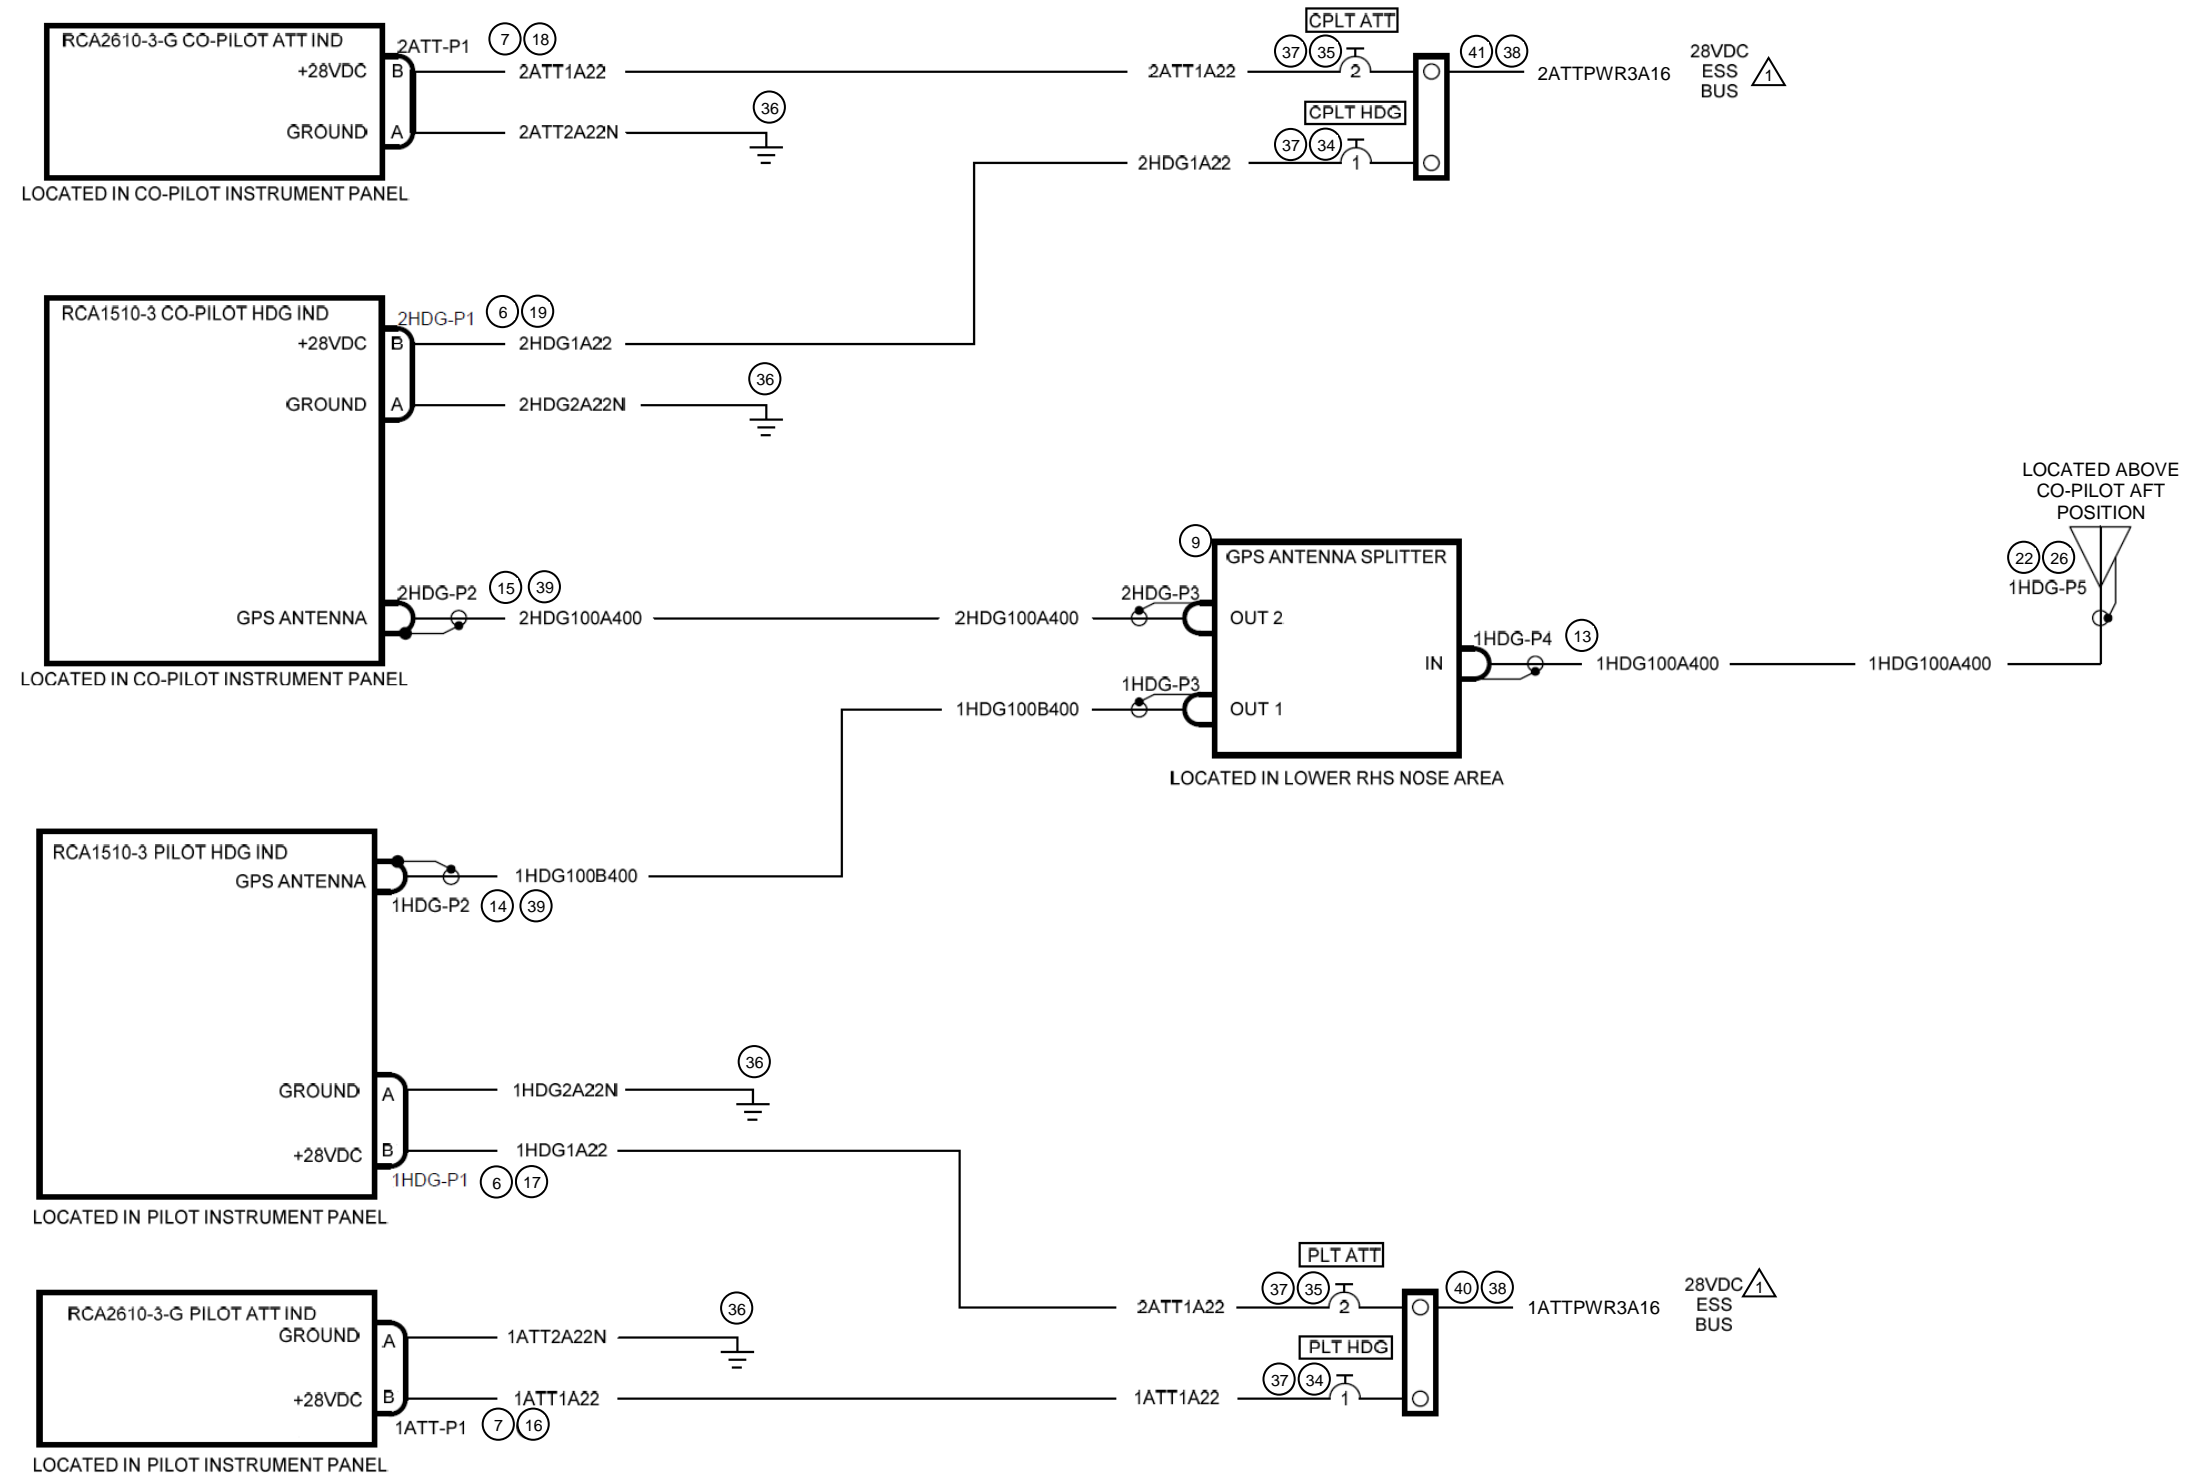 RCA2610-3-G CO-PILOT ATT IND
+28VDC
GROUND
B
A
2ATT-P1
7 18
2ATT1A22
2ATT2A22N
36
LOCATED IN CO-PILOT INSTRUMENT PANEL
2ATT1A22
CPLT ATT
37 35
2
CPLT HDG
37 34
1
2HDG1A22
41 38
2ATTPWR3A16
28VDC
ESS
BUS
1
RCA1510-3 CO-PILOT HDG IND
+28VDC
GROUND
GPS ANTENNA
B
A
2HDG-P1
6 19
2HDG1A22
2HDG2A22N
36
2HDG-P2
15 39
2HDG100A400
LOCATED IN CO-PILOT INSTRUMENT PANEL
2HDG100A400
2HDG-P3
9
GPS ANTENNA SPLITTER
OUT 2
IN
OUT 1
1HDG-P3
1HDG100B400
LOCATED IN LOWER RHS NOSE AREA
1HDG-P4
13
1HDG100A400
1HDG100A400
LOCATED ABOVE
CO-PILOT AFT
POSITION
22 26
1HDG-P5
RCA1510-3 PILOT HDG IND
GPS ANTENNA
1HDG100B400
1HDG-P2
14 39
GROUND
A
1HDG2A22N
36
+28VDC
B
1HDG1A22
1HDG-P1
6 17
LOCATED IN PILOT INSTRUMENT PANEL
RCA2610-3-G PILOT ATT IND
GROUND
A
1ATT2A22N
36
+28VDC
B
1ATT1A22
1ATT-P1
7 16
LOCATED IN PILOT INSTRUMENT PANEL
PLT ATT
2ATT1A22
37 35
2
PLT HDG
1ATT1A22
37 34
1
40 38
1ATTPWR3A16
28VDC
ESS
BUS
1